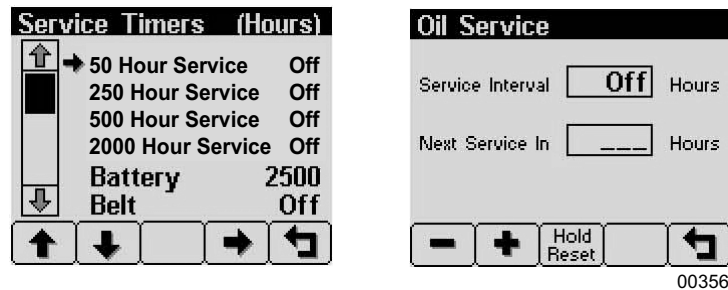 Service Timers (Hours)
50 Hour Service Off
250 Hour Service Off
500 Hour Service Off
2000 Hour Service Off
Battery 2500
Belt Off
Oil Service
Service Interval Off Hours
Next Service In ___ Hours
Hold
Reset
00356